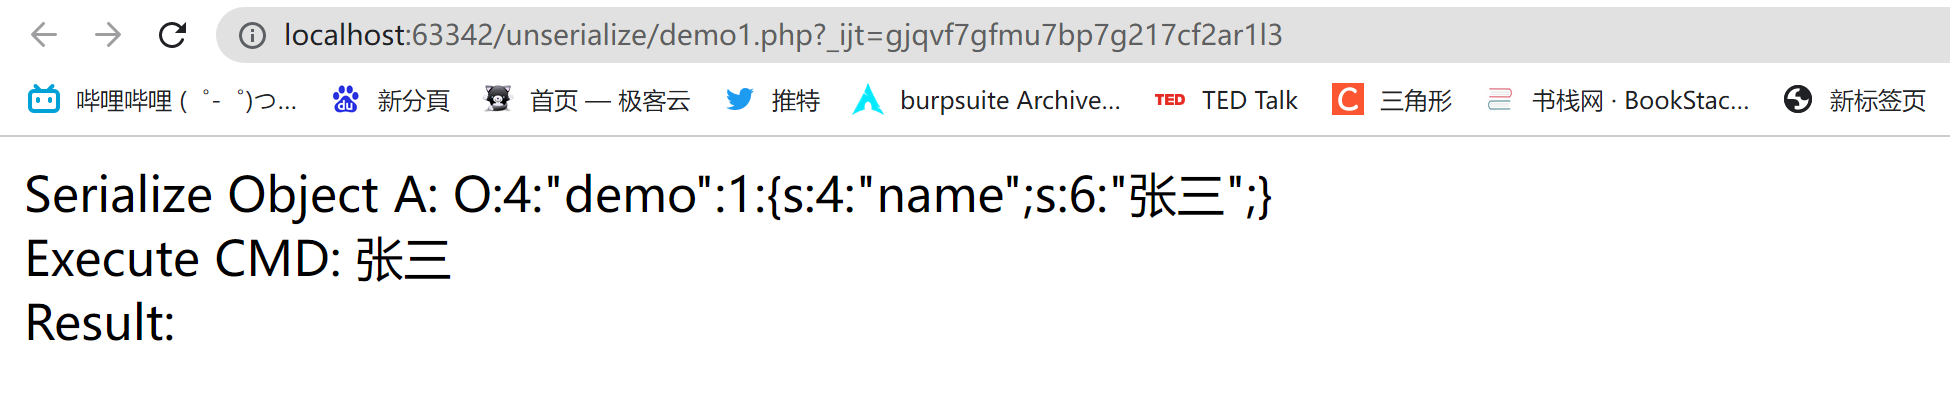 localhost:63342/unserialize/demo1.php?_ijt=gjqvf7gfmu7bp7g217cf2ar1l3
哔哩哔哩 ( ゜- ゜)つ... du 新分頁 首页 — 极客云 推特 burpsuite Archive... TED TED Talk C 三角形 书栈网 · BookStac... 新标签页
Serialize Object A: O:4:"demo":1:{s:4:"name";s:6:"张三";}
Execute CMD: 张三
Result: